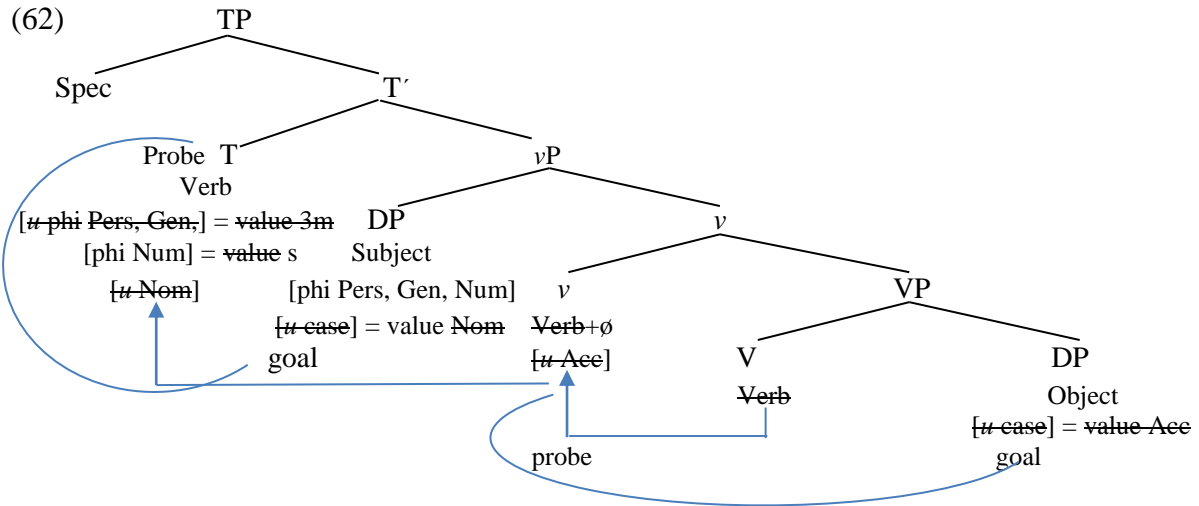 (62) TP
Spec T´
Probe T vP
Verb
[u phi Pers, Gen,] = value 3m DP v
[phi Num] = value s Subject
[u Nom] [phi Pers, Gen, Num] v VP
[u case] = value Nom Verb+ø
goal [u Acc] V DP
Verb Object
[u case] = value Acc
probe goal